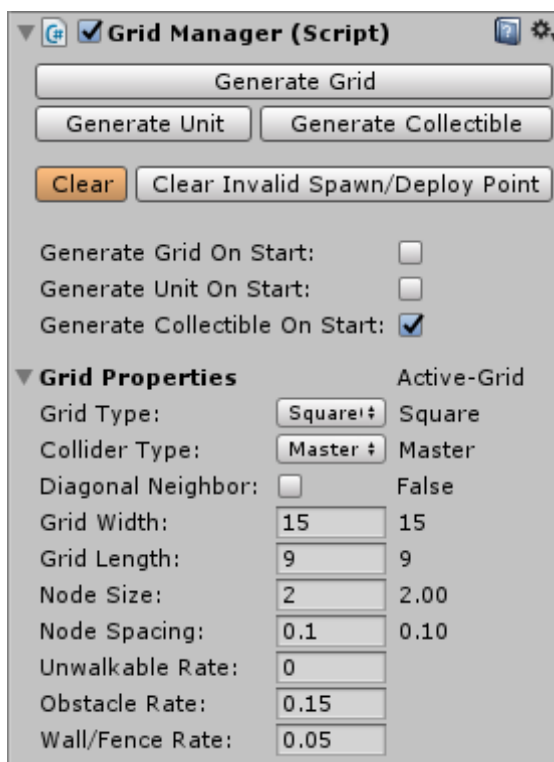 Grid Manager (Script)
Generate Grid
Generate Unit Generate Collectible
Clear Clear Invalid Spawn/Deploy Point
Generate Grid On Start:
Generate Unit On Start:
Generate Collectible On Start:
Grid Properties Active-Grid
Grid Type: Square Square
Collider Type: Master Master
Diagonal Neighbor: False
Grid Width: 15 15
Grid Length: 9 9
Node Size: 2 2.00
Node Spacing: 0.1 0.10
Unwalkable Rate: 0
Obstacle Rate: 0.15
Wall/Fence Rate: 0.05